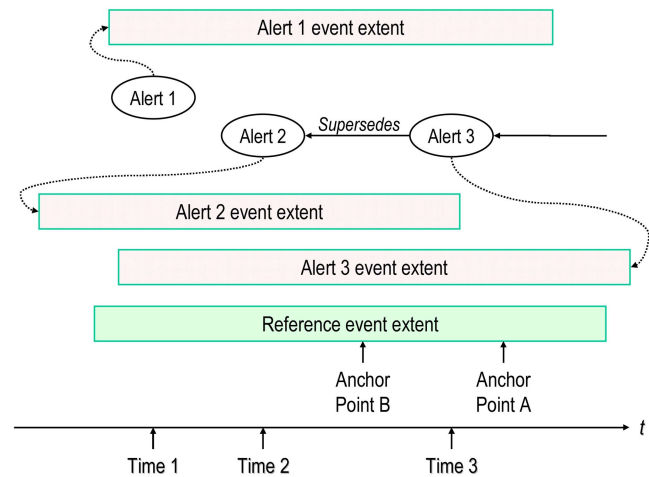 Alert 1 event extent
Alert 1
Supersedes
Alert 2
Alert 3
Alert 2 event extent
Alert 3 event extent
Reference event extent
Anchor
Point B
Anchor
Point A
t
Time 1
Time 2
Time 3